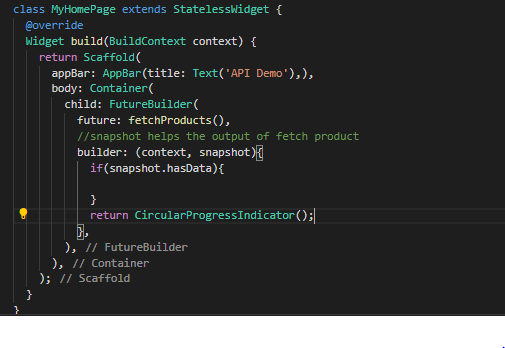 class MyHomePage extends StatelessWidget {
  @override
  Widget build(BuildContext context) {
    return Scaffold(
      appBar: AppBar(title: Text('API Demo'),),
      body: Container(
        child: FutureBuilder(
          future: fetchProducts(),
          //snapshot helps the output of fetch product
          builder: (context, snapshot){
            if(snapshot.hasData){

            }
            return CircularProgressIndicator();
          },
        ), // FutureBuilder
      ), // Container
    ); // Scaffold
  }
}
.